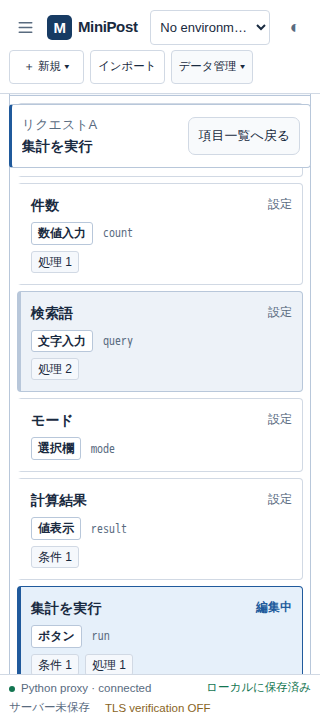 M MiniPost No environm…
＋ 新規 ▾ インポート データ管理 ▾
リクエストA
集計を実行
項目一覧へ戻る
件数 設定
数値入力 count
処理 1
検索語 設定
文字入力 query
処理 2
モード 設定
選択欄 mode
計算結果 設定
値表示 result
条件 1
集計を実行 編集中
ボタン run
条件 1 処理 1
Python proxy · connected ローカルに保存済み
サーバー未保存 TLS verification OFF